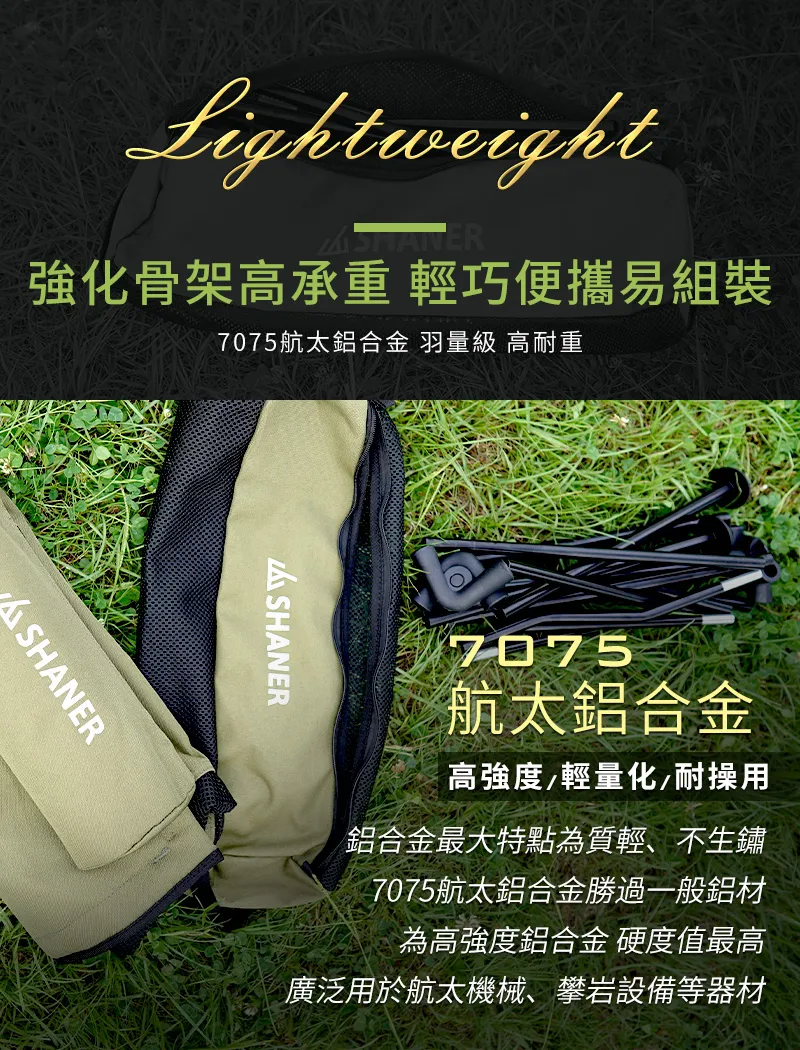 Lightweight
SHANER
強化骨架高承重 輕巧便攜易組裝
7075航太鋁合金 羽量級 高耐重
SHANER
SHANER
7075
航太鋁合金
高強度/輕量化/耐操用
鋁合金最大特點為質輕、不生鏽
7075航太鋁合金勝過一般鋁材
為高強度鋁合金 硬度值最高
廣泛用於航太機械、攀岩設備等器材